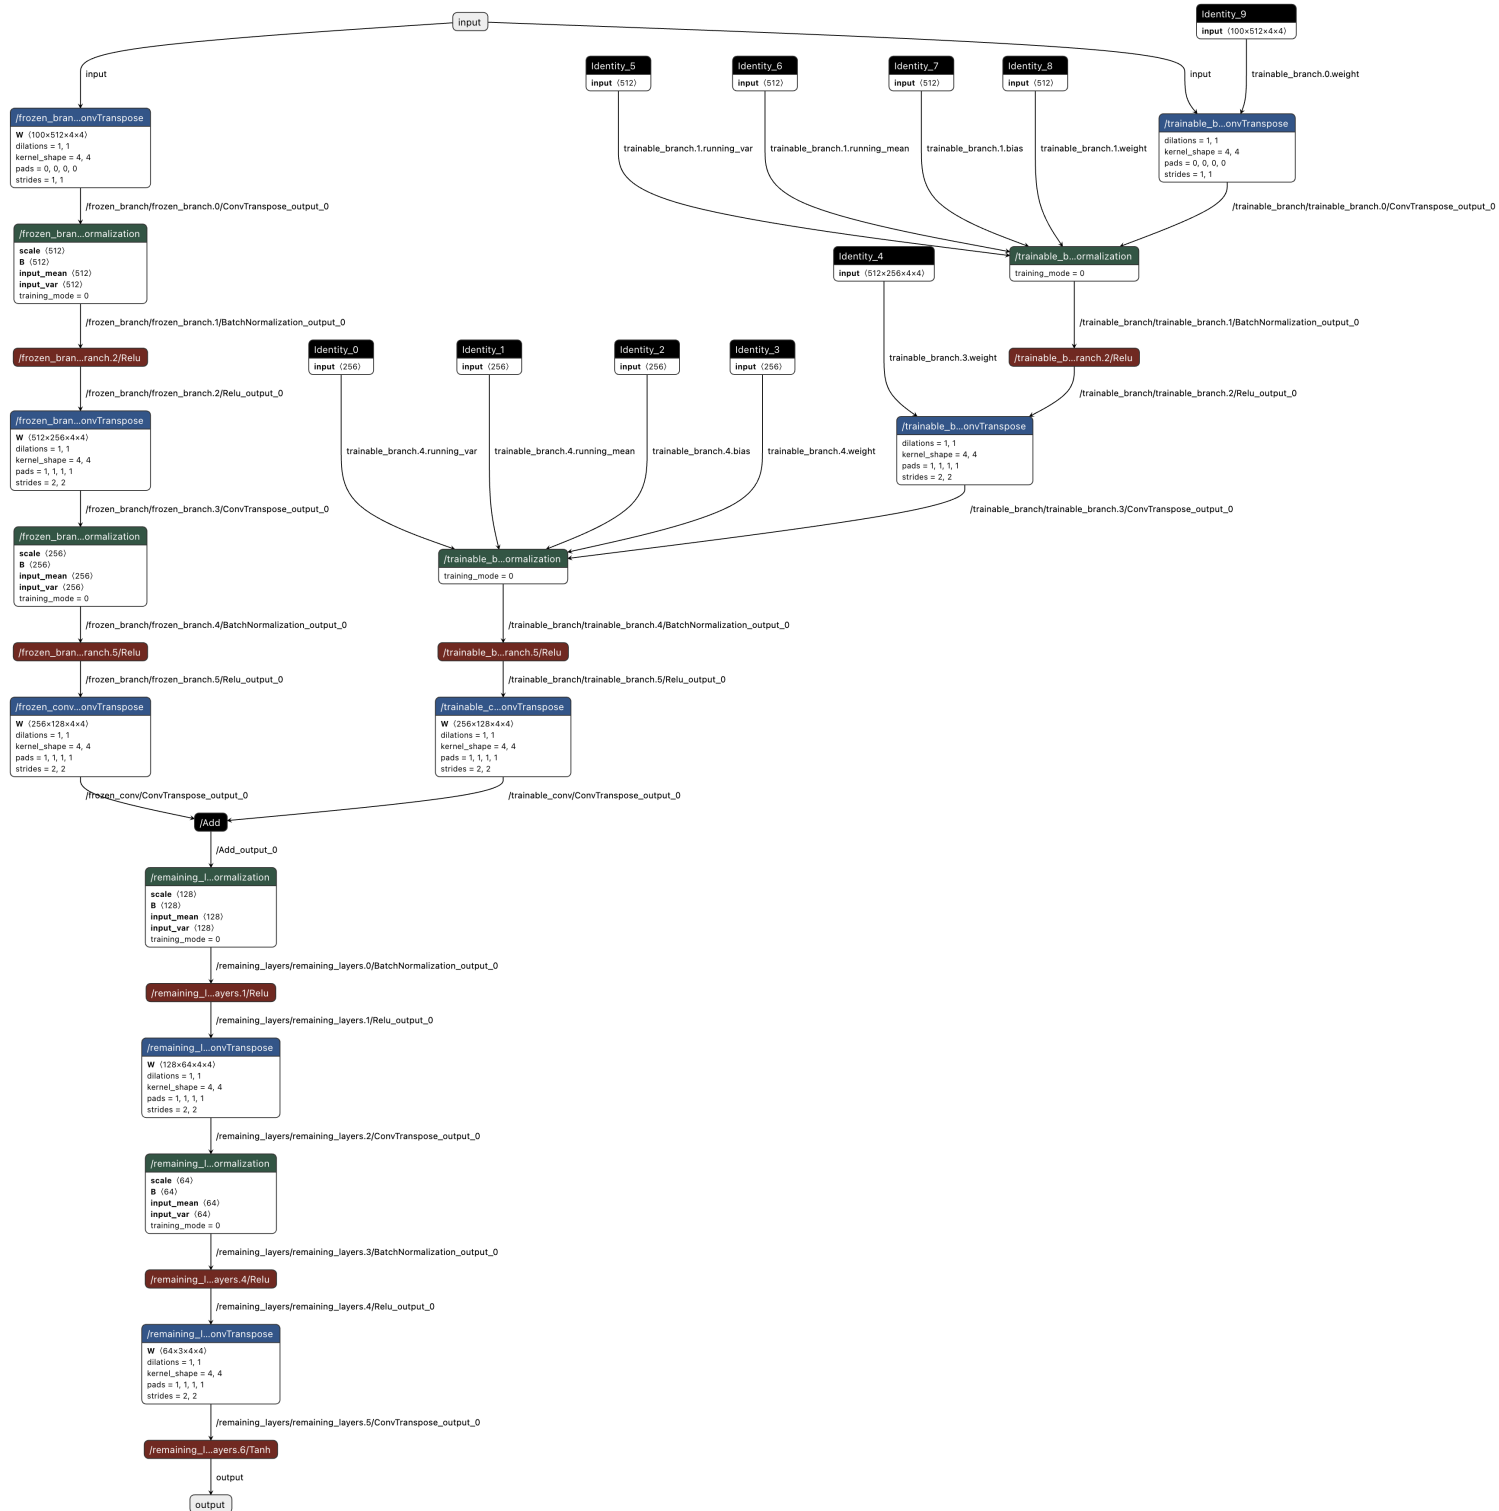 input
Identity_9
input 〈100×512×4×4〉
Identity_5
input 〈512〉
Identity_6
input 〈512〉
Identity_7
input 〈512〉
Identity_8
input 〈512〉
input
input
trainable_branch.0.weight
/frozen_bran...onvTranspose
W 〈100×512×4×4〉
dilations = 1, 1
kernel_shape = 4, 4
pads = 0, 0, 0, 0
strides = 1, 1
/trainable_b...onvTranspose
dilations = 1, 1
kernel_shape = 4, 4
pads = 0, 0, 0, 0
strides = 1, 1
trainable_branch.1.running_var
trainable_branch.1.running_mean
trainable_branch.1.bias
trainable_branch.1.weight
/frozen_branch/frozen_branch.0/ConvTranspose_output_0
/trainable_branch/trainable_branch.0/ConvTranspose_output_0
/frozen_bran...ormalization
scale 〈512〉
B 〈512〉
input_mean 〈512〉
input_var 〈512〉
training_mode = 0
Identity_4
input 〈512×256×4×4〉
/trainable_b...ormalization
training_mode = 0
/frozen_branch/frozen_branch.1/BatchNormalization_output_0
/trainable_branch/trainable_branch.1/BatchNormalization_output_0
Identity_0
input 〈256〉
Identity_1
input 〈256〉
Identity_2
input 〈256〉
Identity_3
input 〈256〉
/frozen_bran...ranch.2/Relu
trainable_branch.3.weight
/trainable_b...ranch.2/Relu
/frozen_branch/frozen_branch.2/Relu_output_0
/trainable_branch/trainable_branch.2/Relu_output_0
/frozen_bran...onvTranspose
W 〈512×256×4×4〉
dilations = 1, 1
kernel_shape = 4, 4
pads = 1, 1, 1, 1
strides = 2, 2
/trainable_b...onvTranspose
dilations = 1, 1
kernel_shape = 4, 4
pads = 1, 1, 1, 1
strides = 2, 2
trainable_branch.4.running_var
trainable_branch.4.running_mean
trainable_branch.4.bias
trainable_branch.4.weight
/frozen_branch/frozen_branch.3/ConvTranspose_output_0
/trainable_branch/trainable_branch.3/ConvTranspose_output_0
/frozen_bran...ormalization
scale 〈256〉
B 〈256〉
input_mean 〈256〉
input_var 〈256〉
training_mode = 0
/trainable_b...ormalization
training_mode = 0
/frozen_branch/frozen_branch.4/BatchNormalization_output_0
/trainable_branch/trainable_branch.4/BatchNormalization_output_0
/frozen_bran...ranch.5/Relu
/trainable_b...ranch.5/Relu
/frozen_branch/frozen_branch.5/Relu_output_0
/trainable_branch/trainable_branch.5/Relu_output_0
/frozen_conv...onvTranspose
W 〈256×128×4×4〉
dilations = 1, 1
kernel_shape = 4, 4
pads = 1, 1, 1, 1
strides = 2, 2
/trainable_c...onvTranspose
W 〈256×128×4×4〉
dilations = 1, 1
kernel_shape = 4, 4
pads = 1, 1, 1, 1
strides = 2, 2
/frozen_conv/ConvTranspose_output_0
/trainable_conv/ConvTranspose_output_0
/Add
/Add_output_0
/remaining_l...ormalization
scale 〈128〉
B 〈128〉
input_mean 〈128〉
input_var 〈128〉
training_mode = 0
/remaining_layers/remaining_layers.0/BatchNormalization_output_0
/remaining_l...ayers.1/Relu
/remaining_layers/remaining_layers.1/Relu_output_0
/remaining_l...onvTranspose
W 〈128×64×4×4〉
dilations = 1, 1
kernel_shape = 4, 4
pads = 1, 1, 1, 1
strides = 2, 2
/remaining_layers/remaining_layers.2/ConvTranspose_output_0
/remaining_l...ormalization
scale 〈64〉
B 〈64〉
input_mean 〈64〉
input_var 〈64〉
training_mode = 0
/remaining_layers/remaining_layers.3/BatchNormalization_output_0
/remaining_l...ayers.4/Relu
/remaining_layers/remaining_layers.4/Relu_output_0
/remaining_l...onvTranspose
W 〈64×3×4×4〉
dilations = 1, 1
kernel_shape = 4, 4
pads = 1, 1, 1, 1
strides = 2, 2
/remaining_layers/remaining_layers.5/ConvTranspose_output_0
/remaining_l...ayers.6/Tanh
output
output